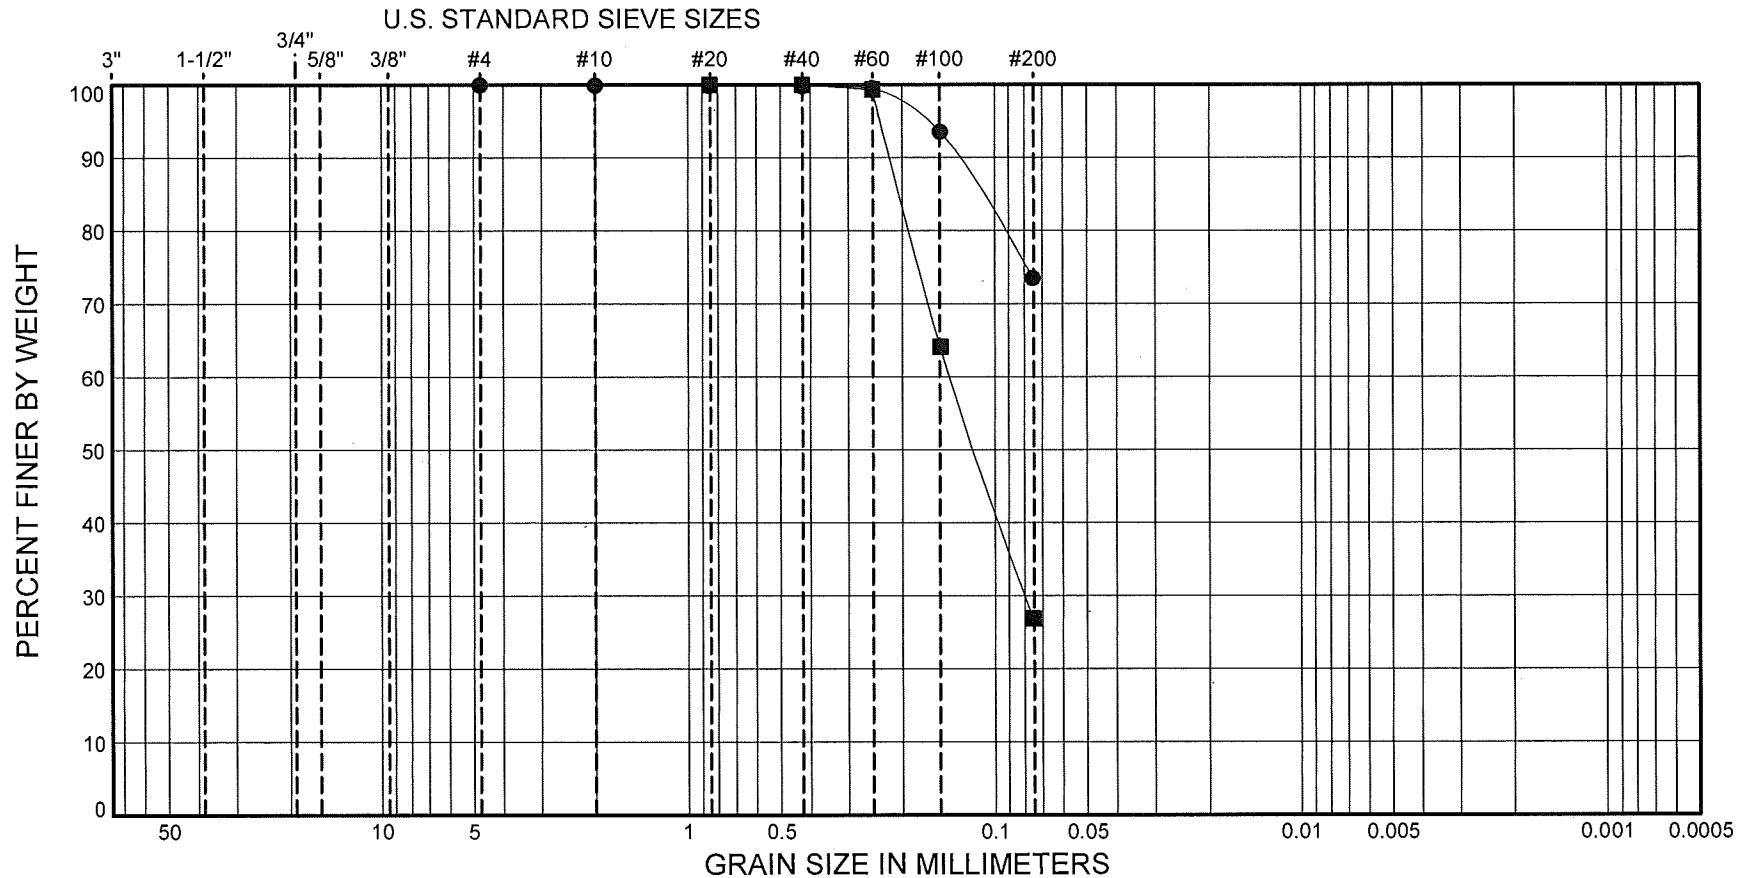 U.S. STANDARD SIEVE SIZES
3/4"
3" 1-1/2" 5/8" 3/8" #4 #10 #20 #40 #60 #100 #200
100
90
80
70
60
50
40
30
20
10
0
PERCENT FINER BY WEIGHT
50 10 5 1 0.5 0.1 0.05 0.01 0.005 0.001 0.0005
GRAIN SIZE IN MILLIMETERS